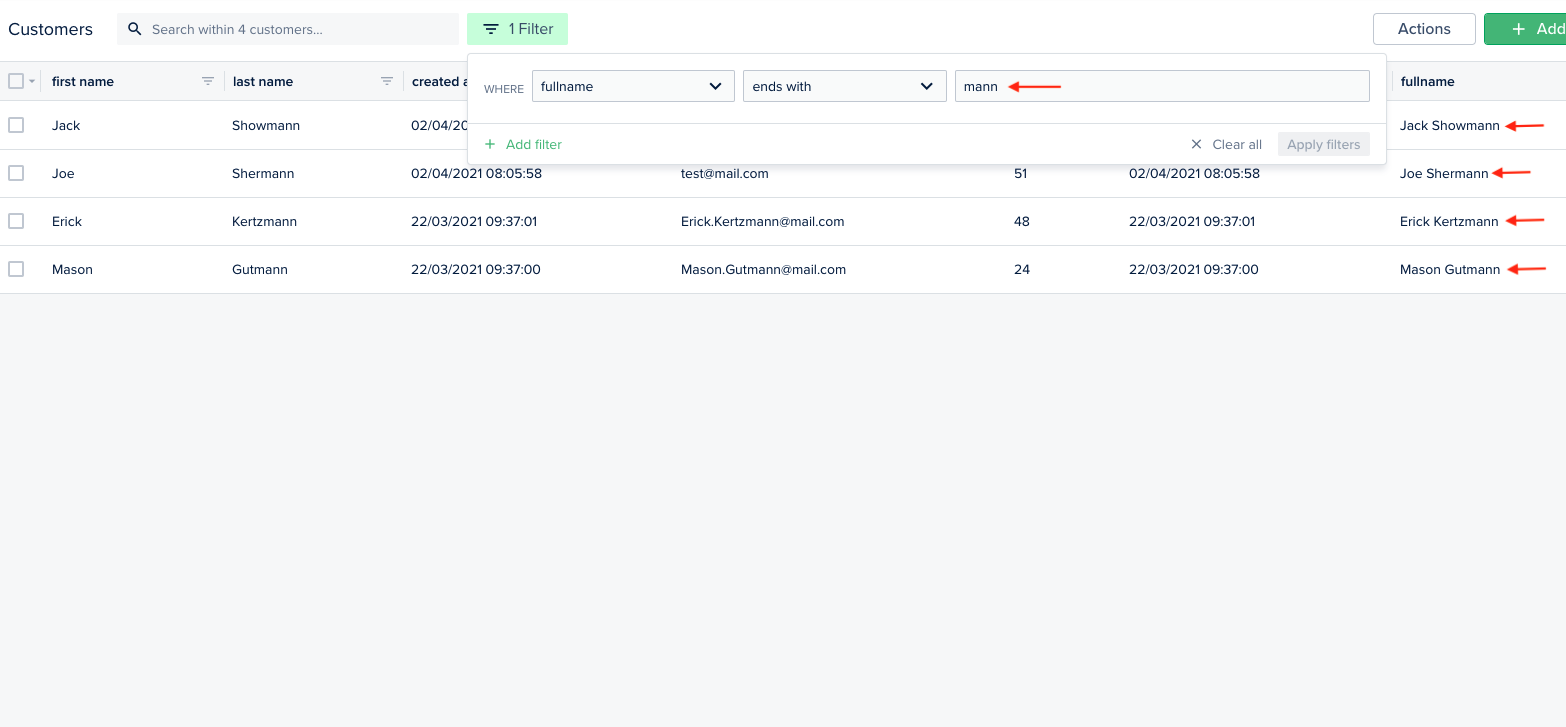 Customers Search within 4 customers... 1 Filter Actions + Add
first name last name created a fullname
WHERE fullname ends with mann
Jack Showmann 02/04/20 Jack Showmann
+ Add filter × Clear all Apply filters
Joe Shermann 02/04/2021 08:05:58 test@mail.com 51 02/04/2021 08:05:58 Joe Shermann
Erick Kertzmann 22/03/2021 09:37:01 Erick.Kertzmann@mail.com 48 22/03/2021 09:37:01 Erick Kertzmann
Mason Gutmann 22/03/2021 09:37:00 Mason.Gutmann@mail.com 24 22/03/2021 09:37:00 Mason Gutmann